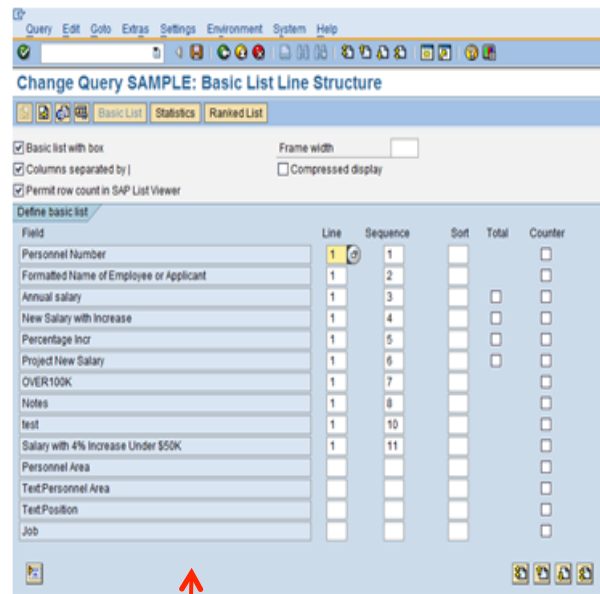 Query Edit Goto Extras Settings Environment System Help
Change Query SAMPLE: Basic List Line Structure
Basic List Statistics Ranked List
Basic list with box Frame width
Columns separated by | Compressed display
Permit row count in SAP List Viewer
Define basic list
Field Line Sequence Sort Total Counter
Personnel Number 1 1
Formatted Name of Employee or Applicant 1 2
Annual salary 1 3
New Salary with Increase 1 4
Percentage Incr 1 5
Project New Salary 1 6
OVER100K 1 7
Notes 1 8
test 1 10
Salary with 4% Increase Under $50K 1 11
Personnel Area
Text:Personnel Area
Text:Position
Job